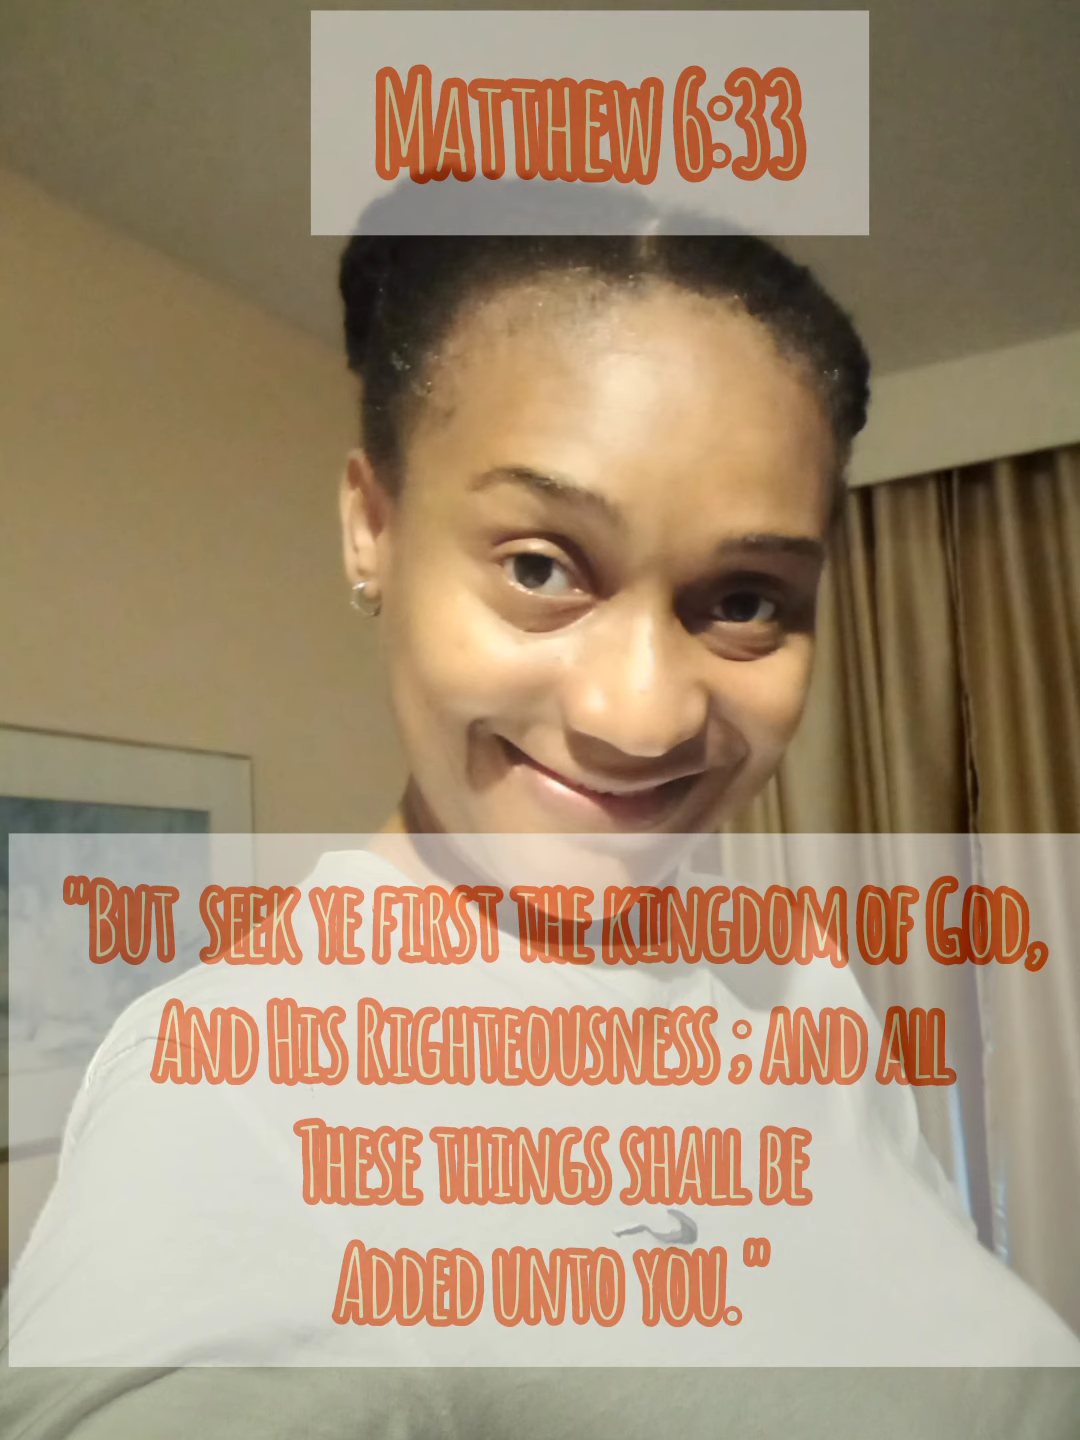 Matthew 6:33
"But seek ye first the kingdom of God,
And His Righteousness ; and all
These things shall be
Added unto you."